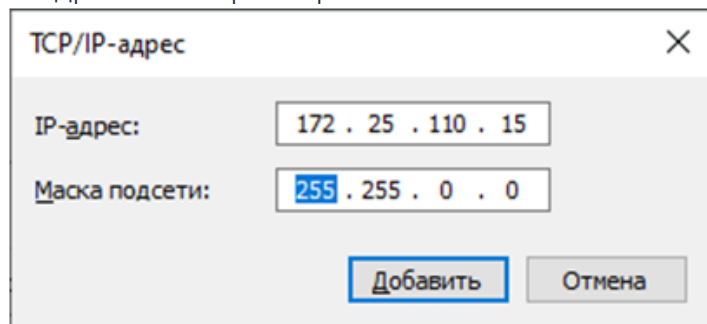 TCP/IP-адрес
IP-адрес: 172 . 25 . 110 . 15
Маска подсети: 255 . 255 . 0 . 0
Добавить Отмена